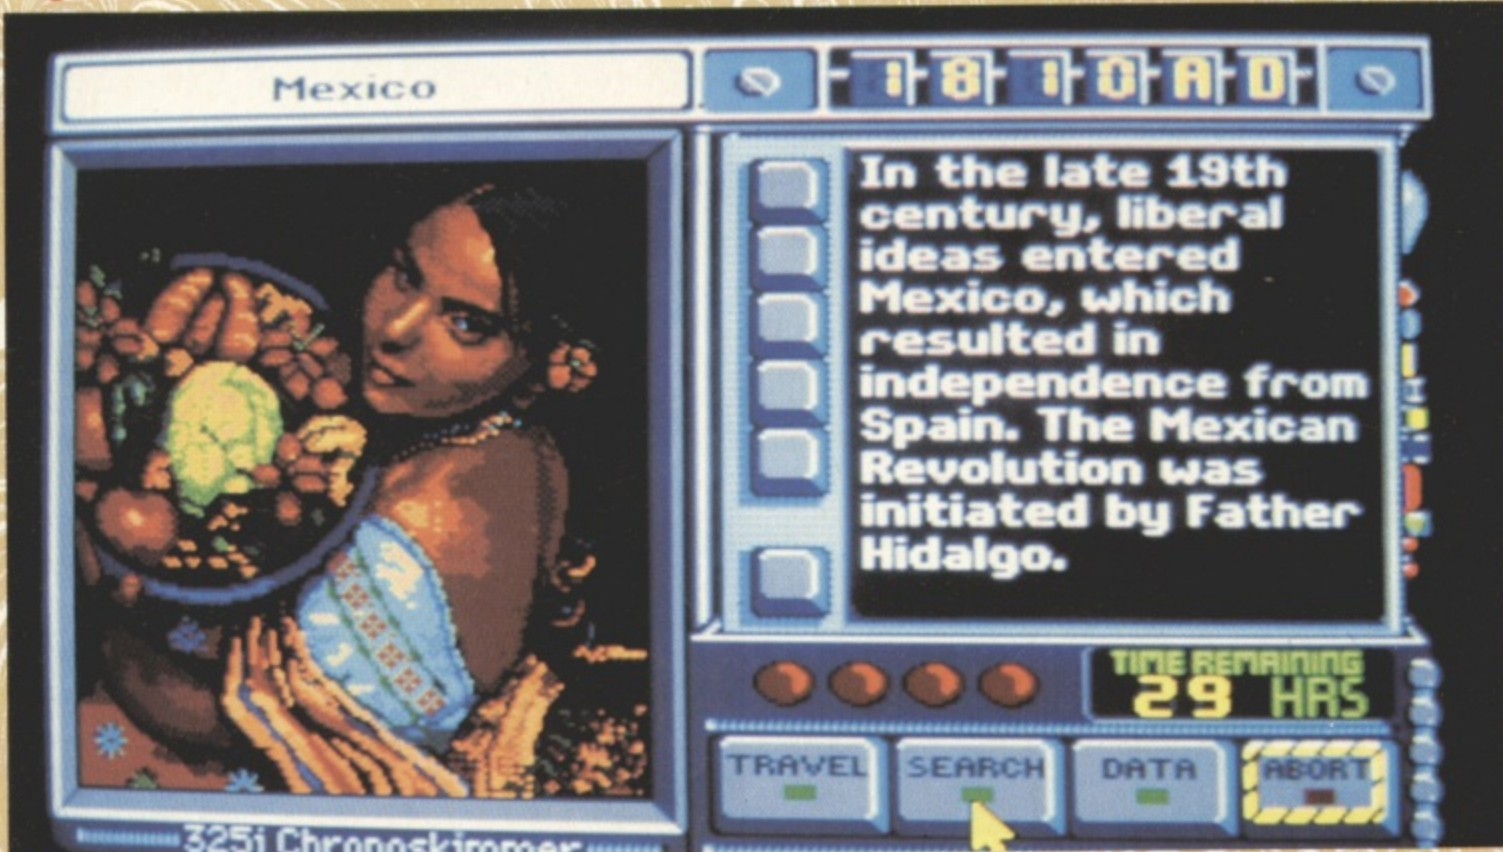 Mexico
1810AD
In the late 19th
century, liberal
ideas entered
Mexico, which
resulted in
independence from
Spain. The Mexican
Revolution was
initiated by Father
Hidalgo.
TIME REMAINING
29 HRS
TRAVEL
SEARCH
DATA
ABORT
325i Chronoskimmer